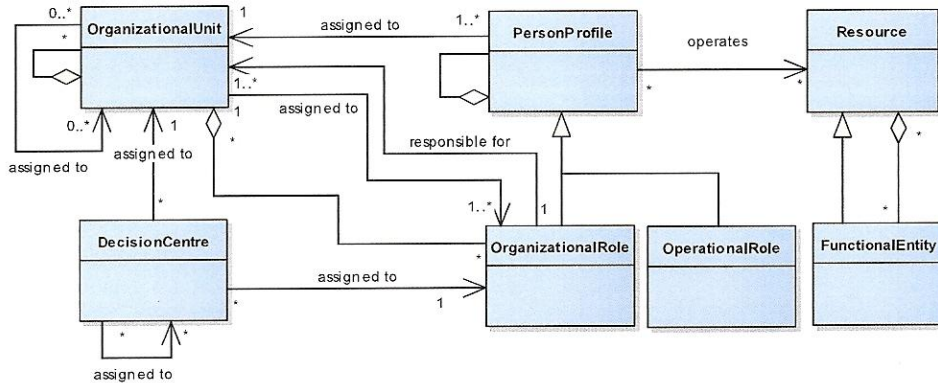 0..*
OrganizationalUnit
1
assigned to
1..*
PersonProfile
operates
Resource
*
*
*
1..*
1
assigned to
0..*
1
*
responsible for
*
assigned to
assigned to
*
1..*
1
*
DecisionCentre
*
OrganizationalRole
OperationalRole
FunctionalEntity
assigned to
*
1
*
*
assigned to